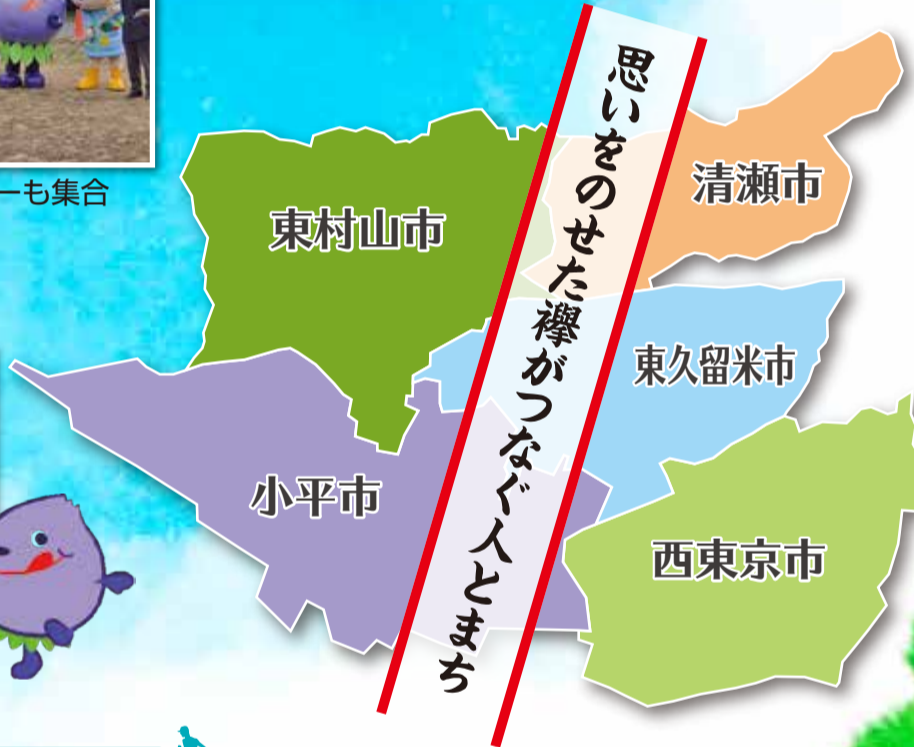 ーも集合
思いをのせた襷がつなぐ人とまち
清瀬市
東村山市
東久留米市
小平市
西東京市